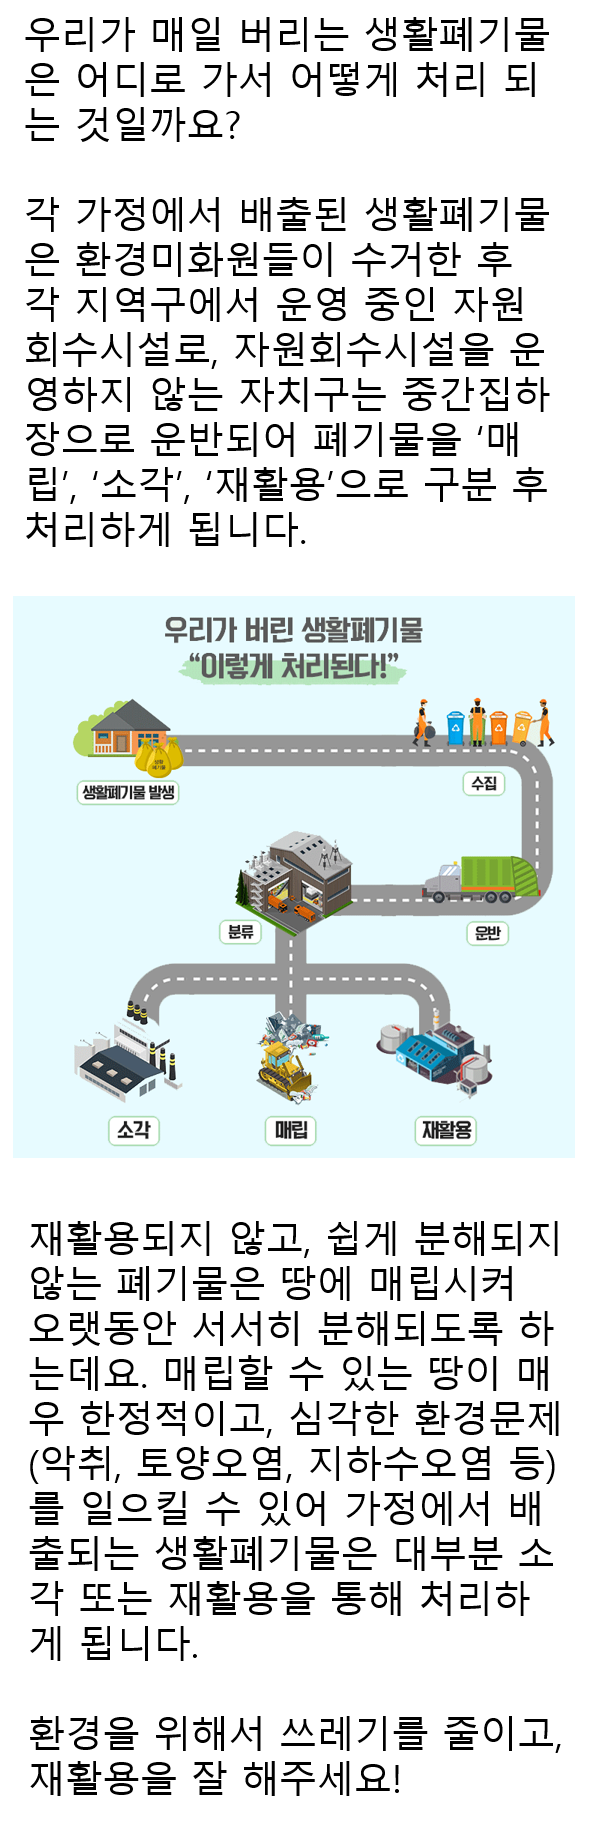 우리가 매일 버리는 생활폐기물
은 어디로 가서 어떻게 처리 되
는 것일까요?
각 가정에서 배출된 생활폐기물
은 환경미화원들이 수거한 후
각 지역구에서 운영 중인 자원
회수시설로, 자원회수시설을 운
영하지 않는 자치구는 중간집하
장으로 운반되어 폐기물을 ‘매
립’, ‘소각’, ‘재활용’으로 구분 후
처리하게 됩니다.
우리가 버린 생활폐기물
“이렇게 처리된다!”
생활
폐기물
생활폐기물 발생
수집
분류
운반
소각
매립
재활용
재활용되지 않고, 쉽게 분해되지
않는 폐기물은 땅에 매립시켜
오랫동안 서서히 분해되도록 하
는데요. 매립할 수 있는 땅이 매
우 한정적이고, 심각한 환경문제
(악취, 토양오염, 지하수오염 등)
를 일으킬 수 있어 가정에서 배
출되는 생활폐기물은 대부분 소
각 또는 재활용을 통해 처리하
게 됩니다.
환경을 위해서 쓰레기를 줄이고,
재활용을 잘 해주세요!